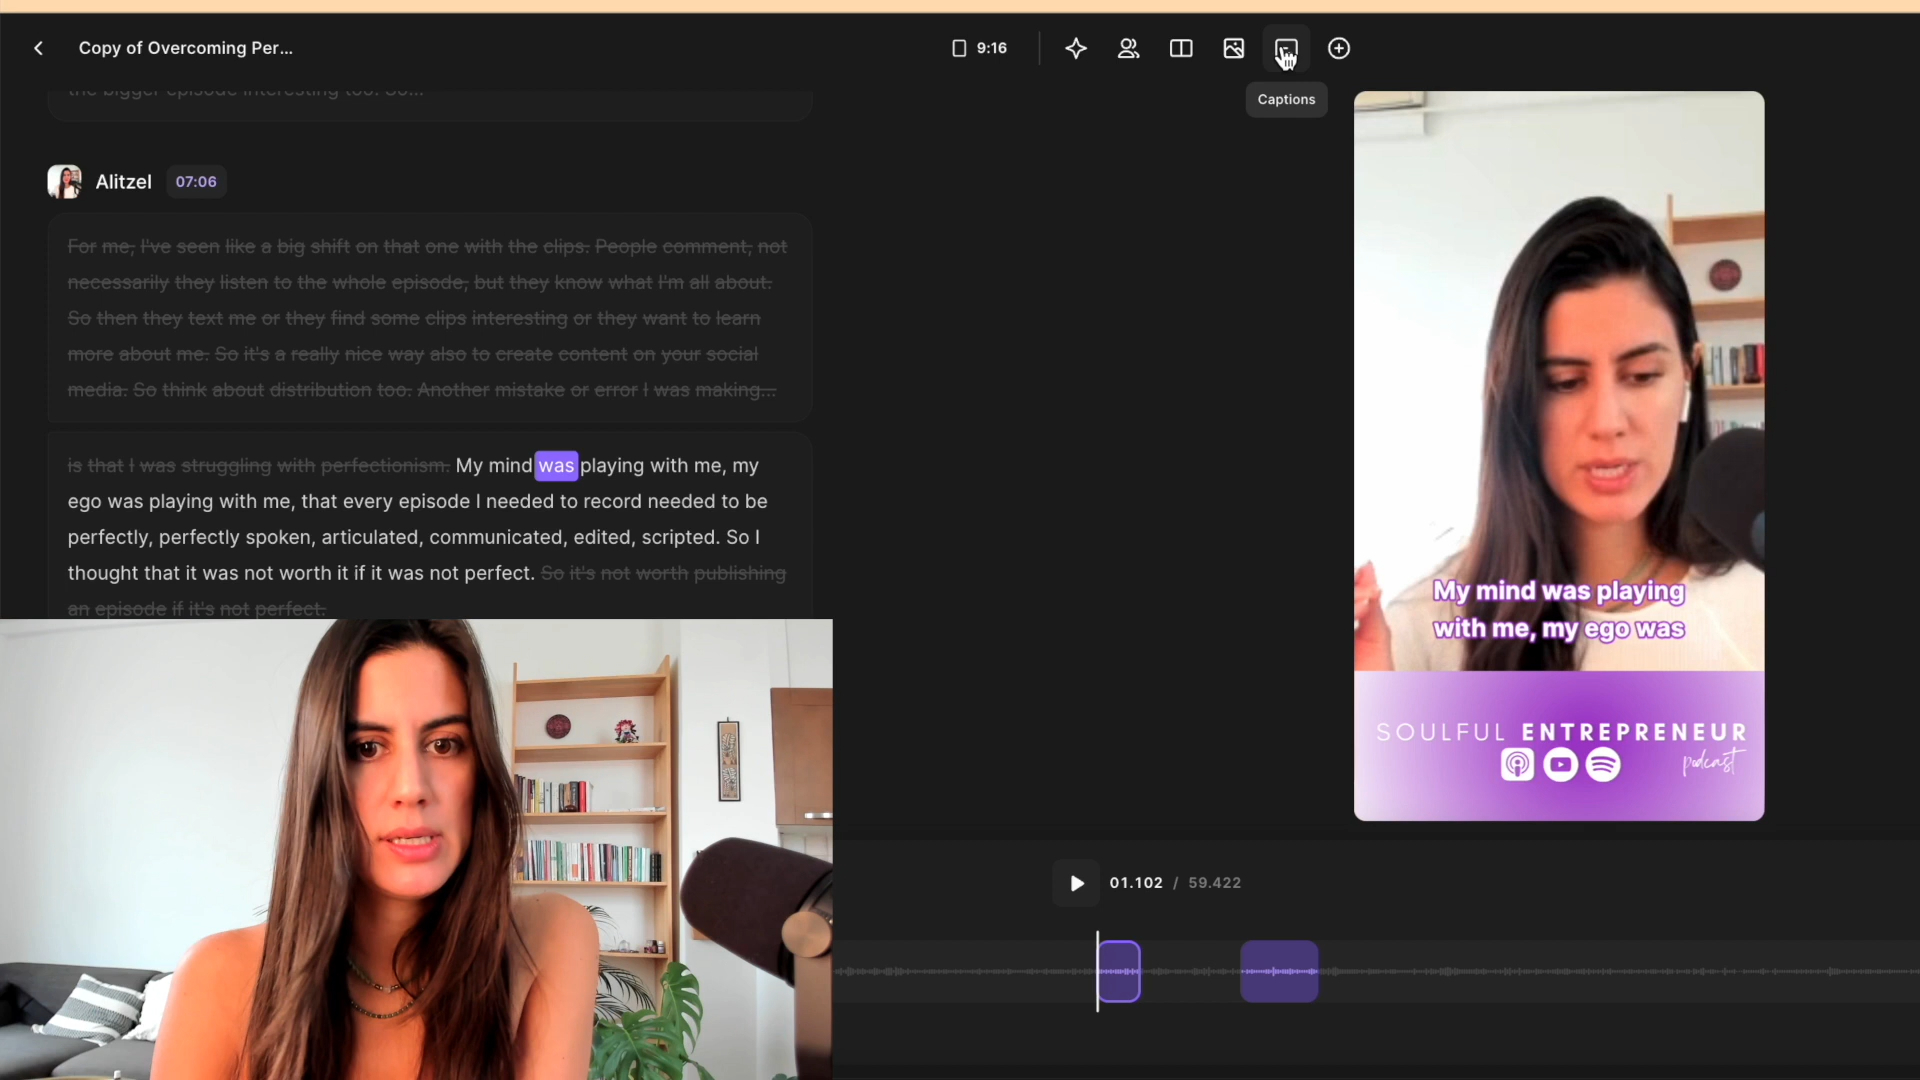 Copy of Overcoming Per...
9:16
Captions
the bigger episode interesting too. So...
Alitzel 07:06
For me, I've seen like a big shift on that one with the clips. People comment, not
necessarily they listen to the whole episode, but they know what I'm all about.
So then they text me or they find some clips interesting or they want to learn
more about me. So it's a really nice way also to create content on your social
media. So think about distribution too. Another mistake or error I was making...
is that I was struggling with perfectionism. My mind was playing with me, my
ego was playing with me, that every episode I needed to record needed to be
perfectly, perfectly spoken, articulated, communicated, edited, scripted. So I
thought that it was not worth it if it was not perfect. So it's not worth publishing
an episode if it's not perfect.
My mind was playing
with me, my ego was
SOULFUL ENTREPRENEUR
podcast
01.102 / 59.422